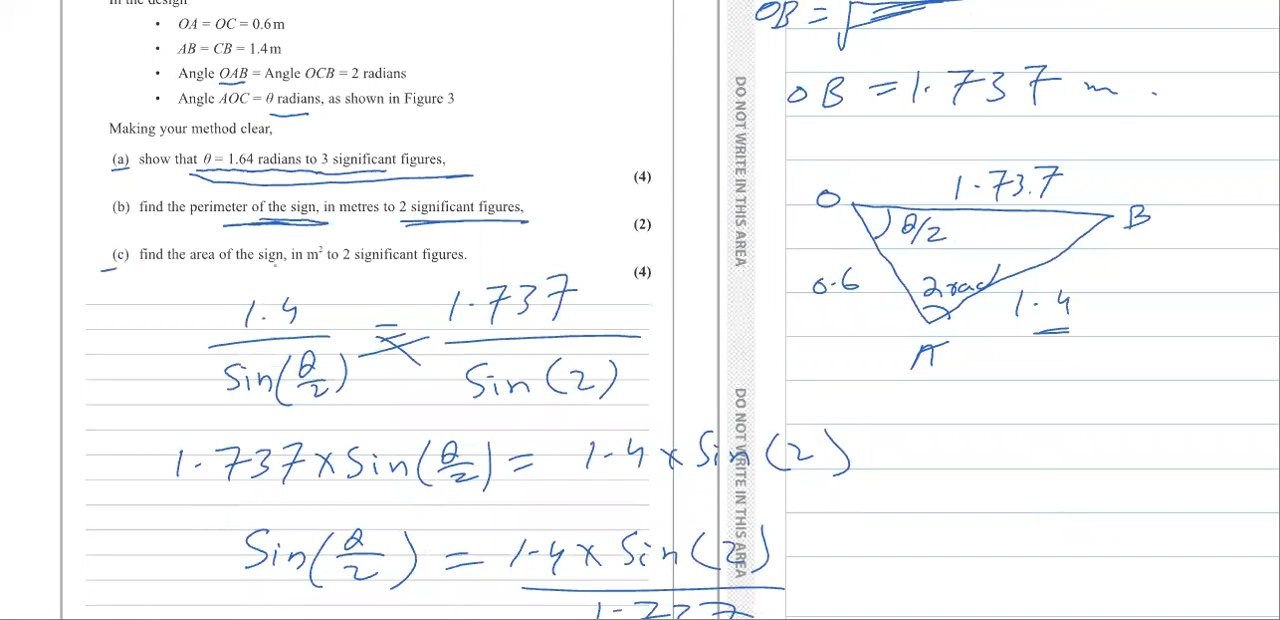 In the design
• OA = OC = 0.6 m
• AB = CB = 1.4 m
• Angle OAB = Angle OCB = 2 radians
• Angle AOC = θ radians, as shown in Figure 3
Making your method clear,
(a) show that θ = 1.64 radians to 3 significant figures,
(4)
(b) find the perimeter of the sign, in metres to 2 significant figures,
(2)
(c) find the area of the sign, in m² to 2 significant figures.
(4)
1.4 / Sin(θ/2) = 1.737 / Sin(2)
1.737 × Sin(θ/2) = 1.4 × Sin(2)
Sin(θ/2) = 1.4 × Sin(2) / 1.737
DO NOT WRITE IN THIS AREA
DO NOT WRITE IN THIS AREA
OB = √
OB = 1.737 m.
1.737
O
B
θ/2
0.6
2 rad
1.4
A